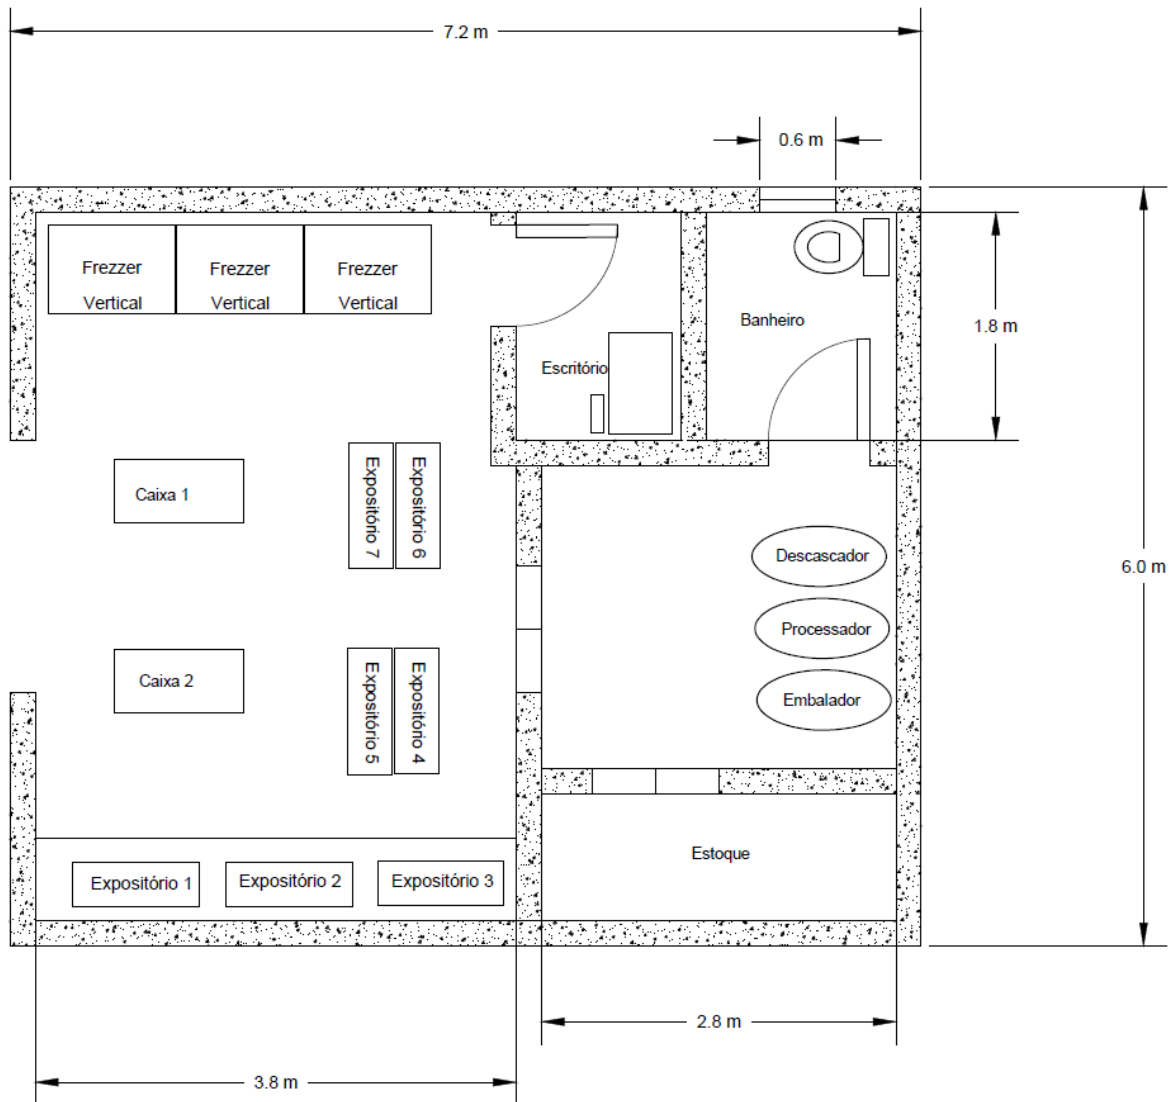 7.2 m
0.6 m
Frezzer
Vertical
Frezzer
Vertical
Frezzer
Vertical
Banheiro
1.8 m
Escritório
Caixa 1
Expositório 7
Expositório 6
Descascador
6.0 m
Processador
Caixa 2
Expositório 5
Expositório 4
Embalador
Estoque
Expositório 1
Expositório 2
Expositório 3
2.8 m
3.8 m